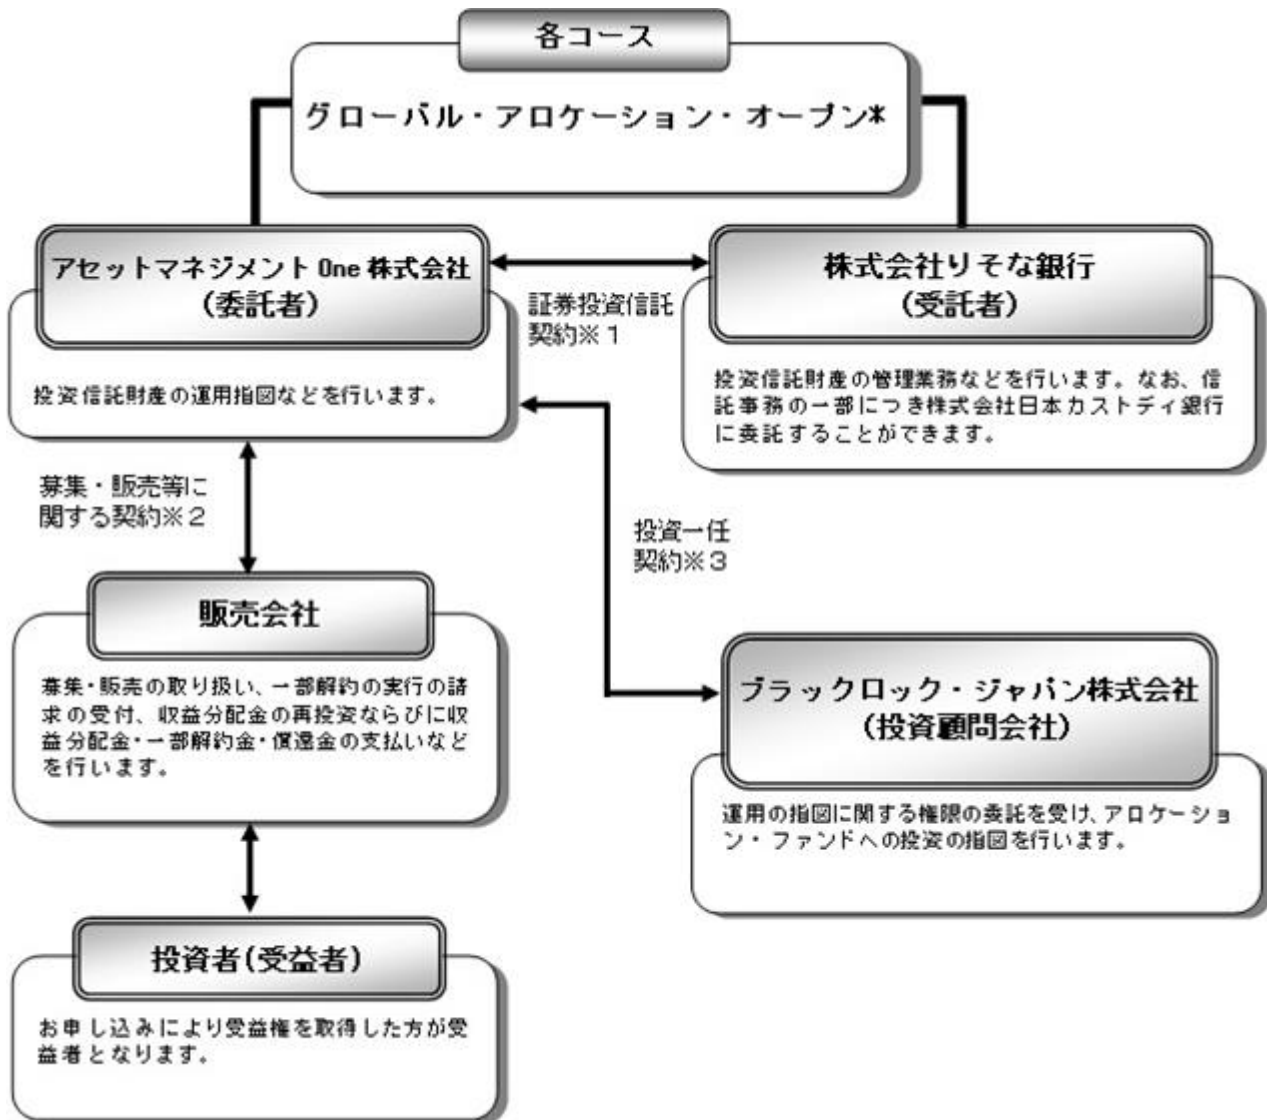 各コース
グローバル・アロケーション・オープン*
アセットマネジメント One 株式会社
(委託者)
投資信託財産の運用指図などを行います。
証券投資信託
契約※1
株式会社りそな銀行
(受託者)
投資信託財産の管理業務などを行います。なお、信
託事務の一部につき株式会社日本カストディ銀行
に委託することができます。
募集・販売等に
関する契約※2
投資一任
契約※3
販売会社
募集・販売の取り扱い、一部解約の実行の請
求の受付、収益分配金の再投資ならびに収
益分配金・一部解約金・償還金の支払いなど
を行います。
ブラックロック・ジャパン株式会社
(投資顧問会社)
運用の指図に関する権限の委託を受け、アロケーショ
ン・ファンドへの投資の指図を行います。
投資者(受益者)
お申し込みにより受益権を取得した方が受
益者となります。